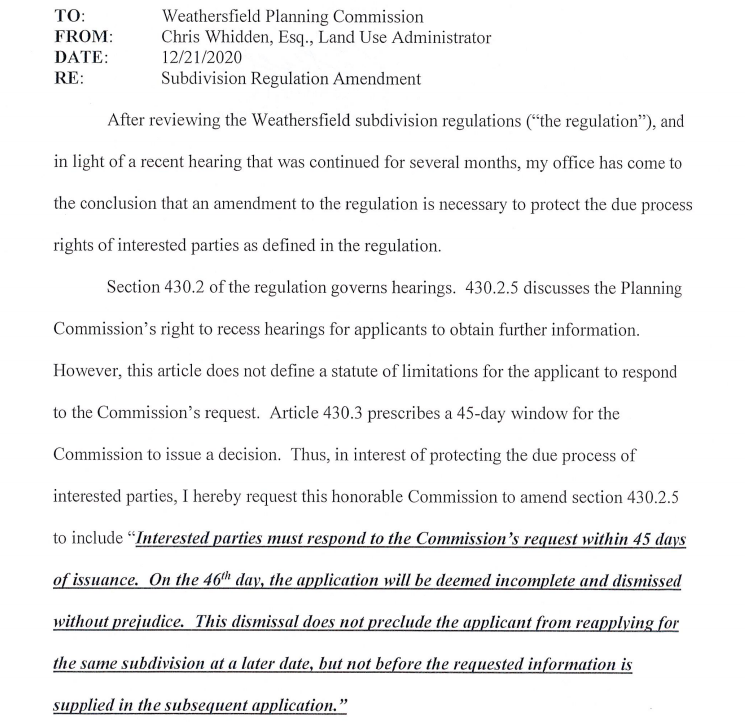 TO: Weathersfield Planning Commission
FROM: Chris Whidden, Esq., Land Use Administrator
DATE: 12/21/2020
RE: Subdivision Regulation Amendment
After reviewing the Weathersfield subdivision regulations (“the regulation”), and
in light of a recent hearing that was continued for several months, my office has come to
the conclusion that an amendment to the regulation is necessary to protect the due process
rights of interested parties as defined in the regulation.
Section 430.2 of the regulation governs hearings. 430.2.5 discusses the Planning
Commission’s right to recess hearings for applicants to obtain further information.
However, this article does not define a statute of limitations for the applicant to respond
to the Commission’s request. Article 430.3 prescribes a 45-day window for the
Commission to issue a decision. Thus, in interest of protecting the due process of
interested parties, I hereby request this honorable Commission to amend section 430.2.5
to include “Interested parties must respond to the Commission’s request within 45 days
of issuance. On the 46th day, the application will be deemed incomplete and dismissed
without prejudice. This dismissal does not preclude the applicant from reapplying for
the same subdivision at a later date, but not before the requested information is
supplied in the subsequent application.”